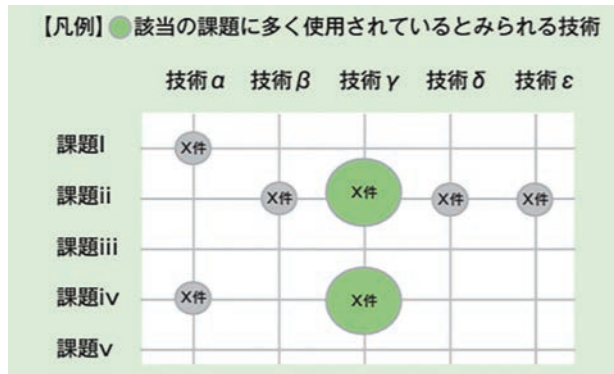 【凡例】●該当の課題に多く使用されているとみられる技術
技術α 技術β 技術γ 技術δ 技術ε
課題Ⅰ X件
課題ii X件 X件 X件 X件
課題iii
課題iv X件 X件
課題v